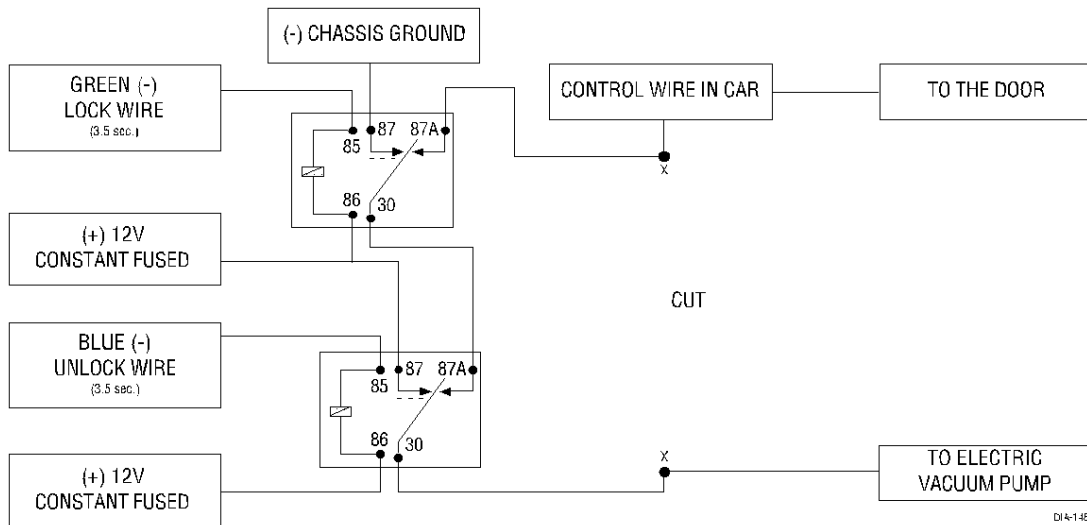 (-) CHASSIS GROUND
GREEN (-)
LOCK WIRE
(3.5 sec.)
CONTROL WIRE IN CAR
TO THE DOOR
87
87A
85
X
86
30
(+) 12V
CONSTANT FUSED
CUT
BLUE (-)
UNLOCK WIRE
(3.5 sec.)
87
87A
85
86
30
X
(+) 12V
CONSTANT FUSED
TO ELECTRIC
VACUUM PUMP